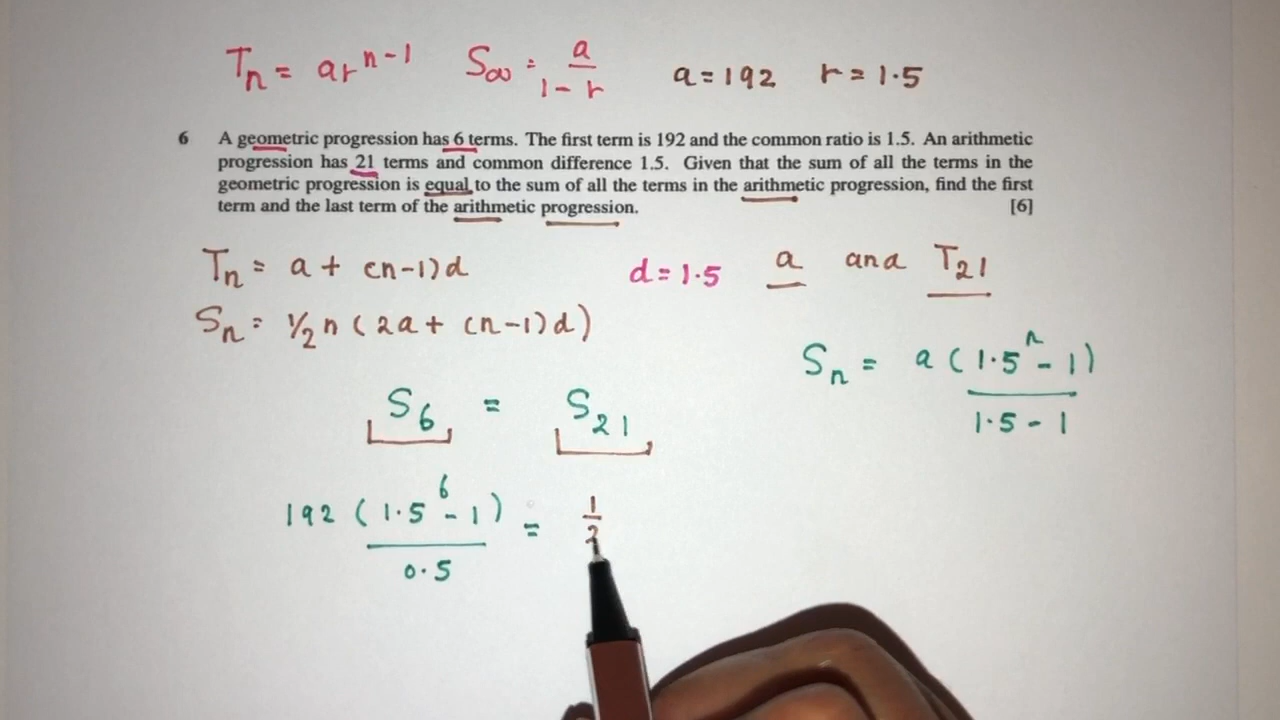 Tn = ar^n-1 S∞ = a/1-r a = 192 r = 1.5
6 A geometric progression has 6 terms. The first term is 192 and the common ratio is 1.5. An arithmetic
progression has 21 terms and common difference 1.5. Given that the sum of all the terms in the
geometric progression is equal to the sum of all the terms in the arithmetic progression, find the first
term and the last term of the arithmetic progression. [6]
Tn = a + (n-1)d d = 1.5 a and T21
Sn = 1/2 n (2a + (n-1)d)
Sn = a (1.5^n - 1) / 1.5 - 1
S6 = S21
192 (1.5^6 - 1) / 0.5 = 1/2